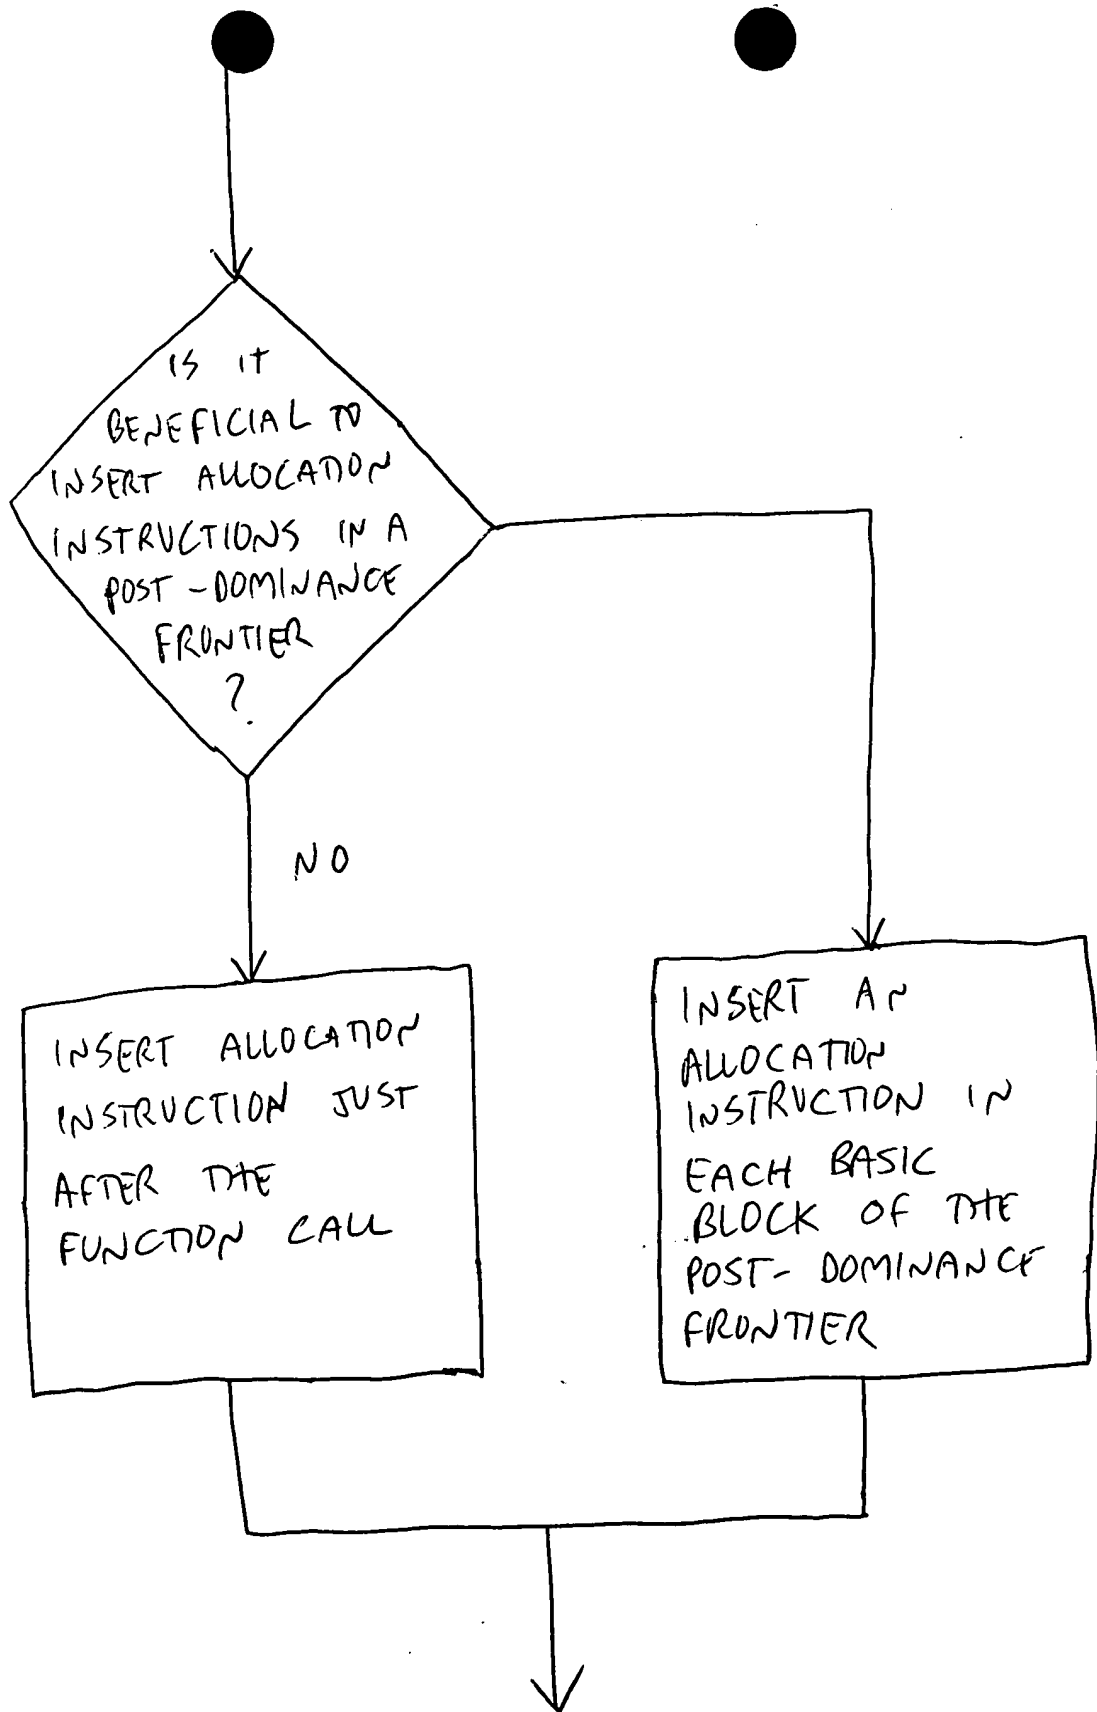 IS IT
BENEFICIAL TO
INSERT ALLOCATION
INSTRUCTIONS IN A
POST-DOMINANCE
FRONTIER
?
NO
INSERT ALLOCATION
INSTRUCTION JUST
AFTER THE
FUNCTION CALL
INSERT AN
ALLOCATION
INSTRUCTION IN
EACH BASIC
BLOCK OF THE
POST-DOMINANCE
FRONTIER